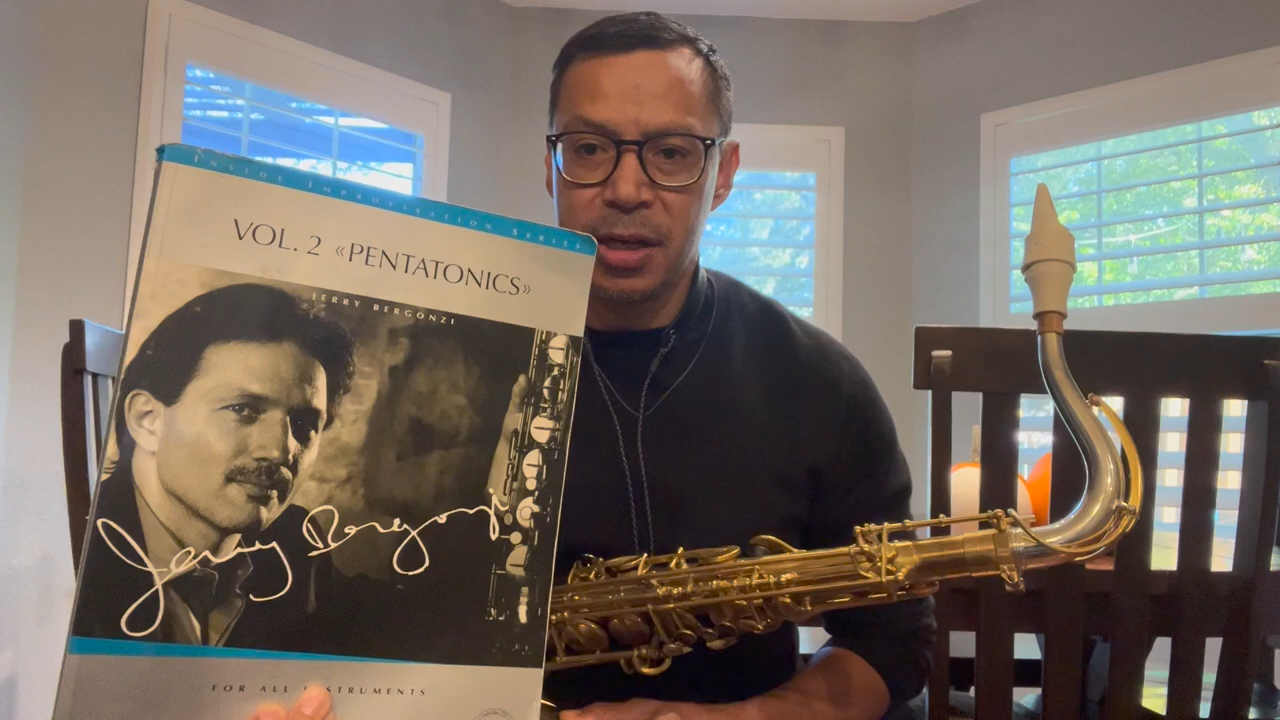 INSIDE IMPROVISATION SERIES
VOL. 2 «PENTATONICS»
JERRY BERGONZI
Jerry Bergonzi
FOR ALL INSTRUMENTS